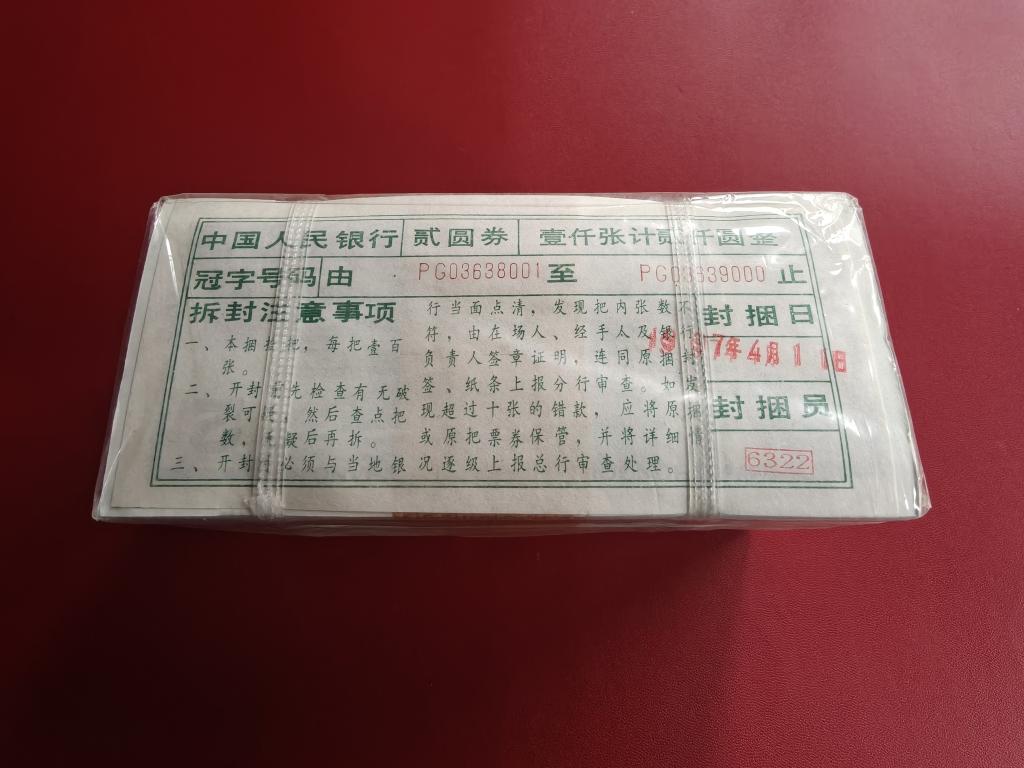 中国人民银行 贰圆券 壹仟张计贰仟圆整
冠字号码 由 PG03638001 至 PG03639000 止
拆封注意事项
一、本捆拾把，每把壹百
张。
二、开封 先检查有无破
裂可 然后查点把
数， 疑后再拆。
三、开封 必须与当地银
行当面点清，发现把内张数不
符，由在场人、经手人及银行
负责人签章证明，连同原捆封
签、纸条上报分行审查。如发
现超过十张的错款，应将原捆
或原把票券保管，并将详细情
况逐级上报总行审查处理。
封捆日
年4月11日
封捆员
6322